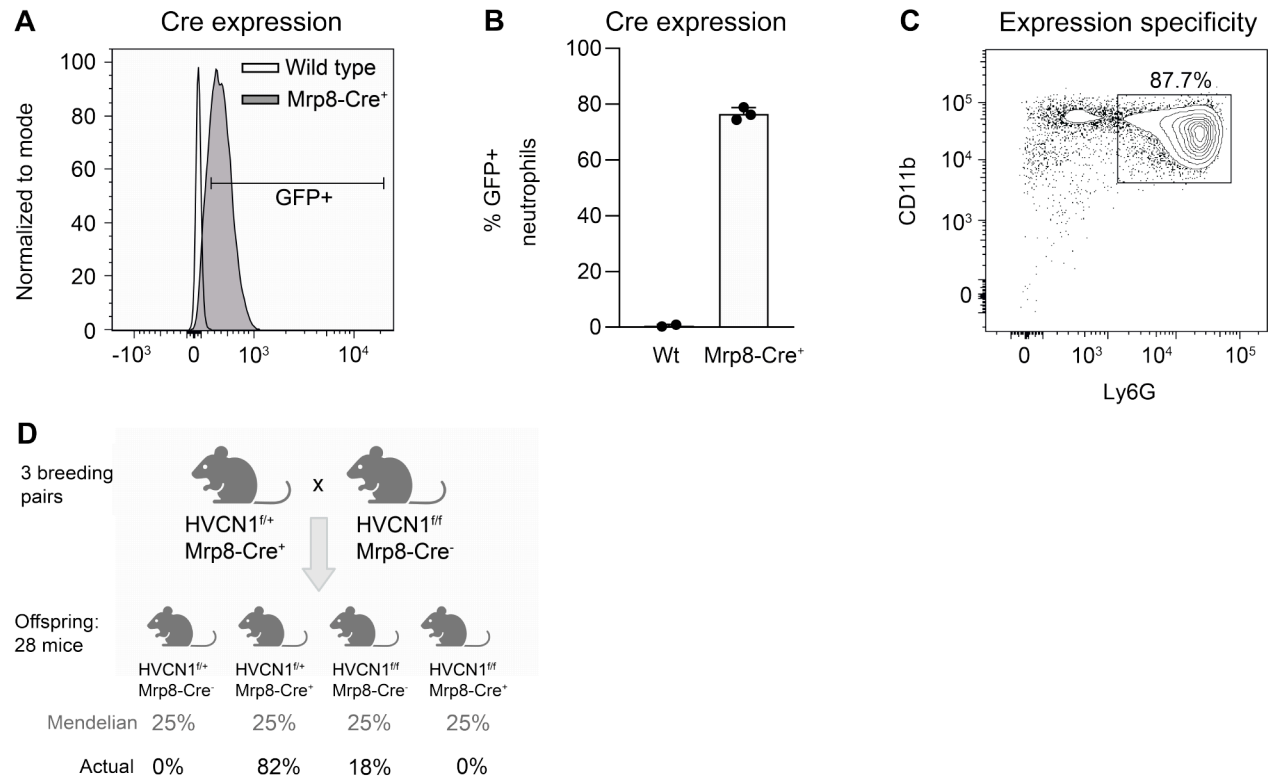 A
Cre expression
Normalized to mode
100
80
60
40
20
0
Wild type
Mrp8-Cre⁺
GFP+
-10³ 0 10³ 10⁴
B
Cre expression
% GFP+
neutrophils
100
80
60
40
20
0
Wt Mrp8-Cre⁺
C
Expression specificity
87.7%
CD11b
10⁵
10⁴
10³
0
0 10³ 10⁴ 10⁵
Ly6G
D
3 breeding
pairs
x
HVCN1ᶠ/⁺ HVCN1ᶠ/ᶠ
Mrp8-Cre⁺ Mrp8-Cre⁻
Offspring:
28 mice
HVCN1ᶠ/⁺ HVCN1ᶠ/⁺ HVCN1ᶠ/ᶠ HVCN1ᶠ/ᶠ
Mrp8-Cre⁻ Mrp8-Cre⁺ Mrp8-Cre⁻ Mrp8-Cre⁺
Mendelian 25% 25% 25% 25%
Actual 0% 82% 18% 0%